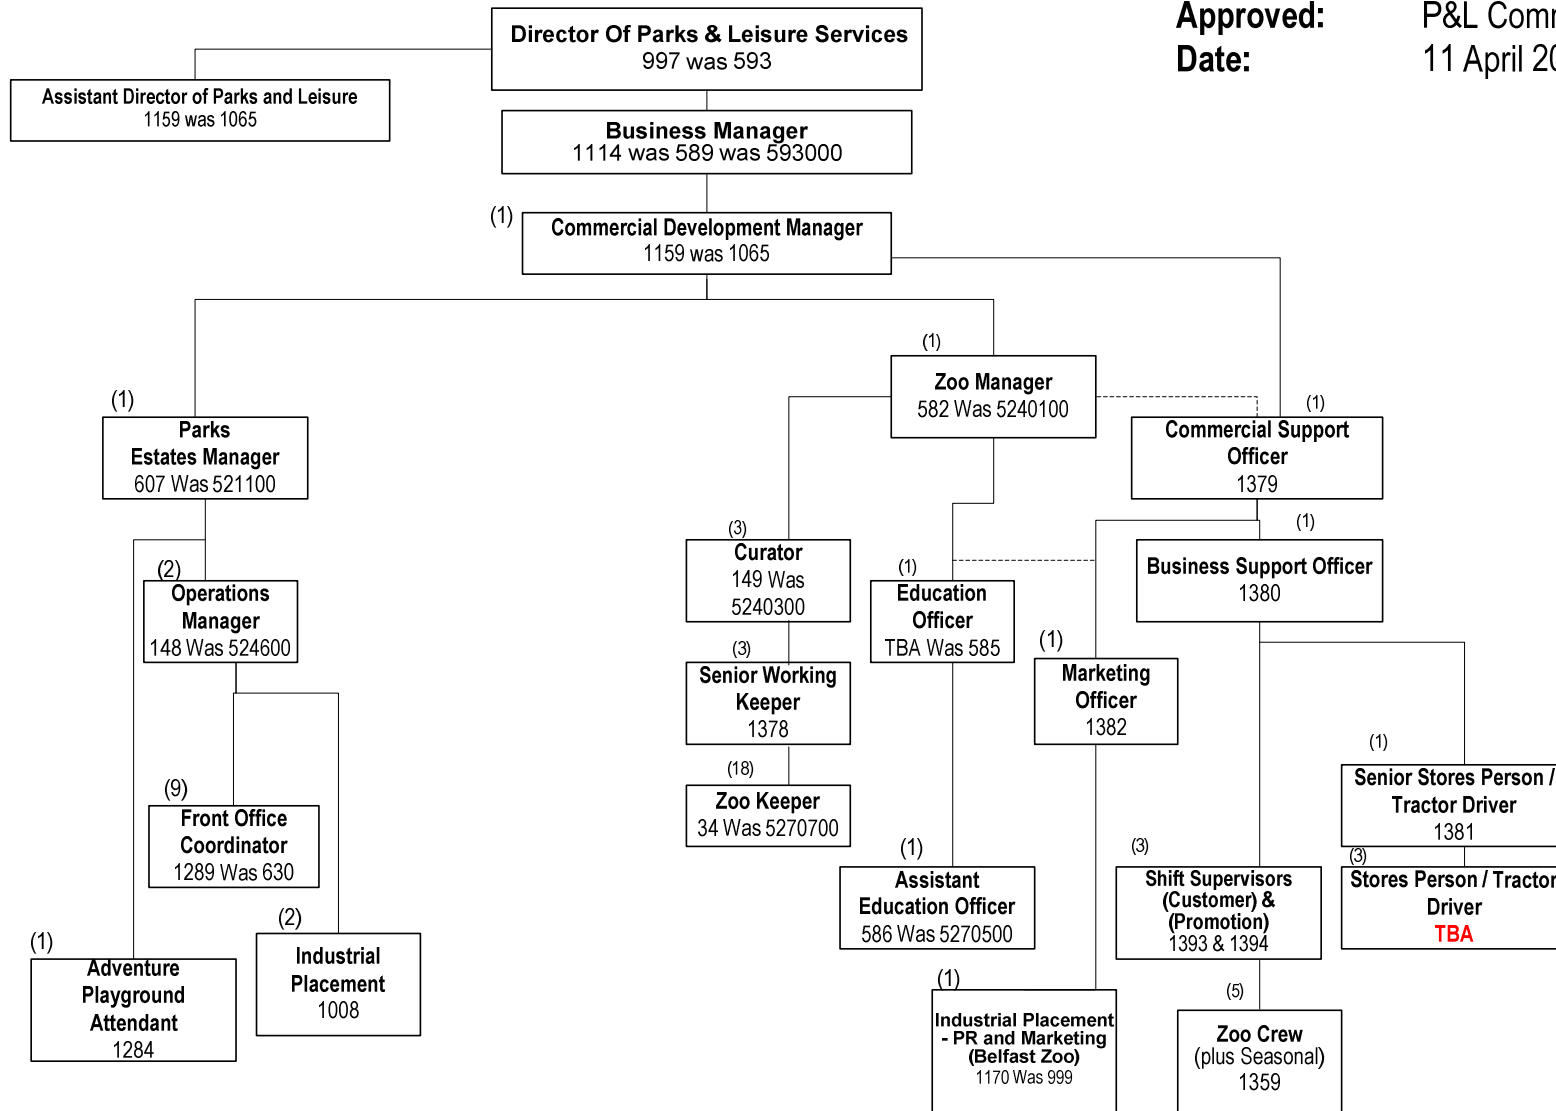 Approved:
P&L Comm
Date:
11 April 20
Director Of Parks & Leisure Services
997 was 593
Assistant Director of Parks and Leisure
1159 was 1065
Business Manager
1114 was 589 was 593000
(1)
Commercial Development Manager
1159 was 1065
(1)
Zoo Manager
582 Was 5240100
(1)
Parks
Estates Manager
607 Was 521100
(1)
Commercial Support
Officer
1379
(3)
Curator
149 Was
5240300
(1)
Business Support Officer
1380
(2)
Operations
Manager
148 Was 524600
(1)
Education
Officer
TBA Was 585
(3)
Senior Working
Keeper
1378
(1)
Marketing
Officer
1382
(18)
Zoo Keeper
34 Was 5270700
(1)
Senior Stores Person /
Tractor Driver
1381
(9)
Front Office
Coordinator
1289 Was 630
(1)
Assistant
Education Officer
586 Was 5270500
(3)
Shift Supervisors
(Customer) &
(Promotion)
1393 & 1394
(3)
Stores Person / Tractor
Driver
TBA
(1)
Adventure
Playground
Attendant
1284
(2)
Industrial
Placement
1008
(1)
Industrial Placement
- PR and Marketing
(Belfast Zoo)
1170 Was 999
(5)
Zoo Crew
(plus Seasonal)
1359